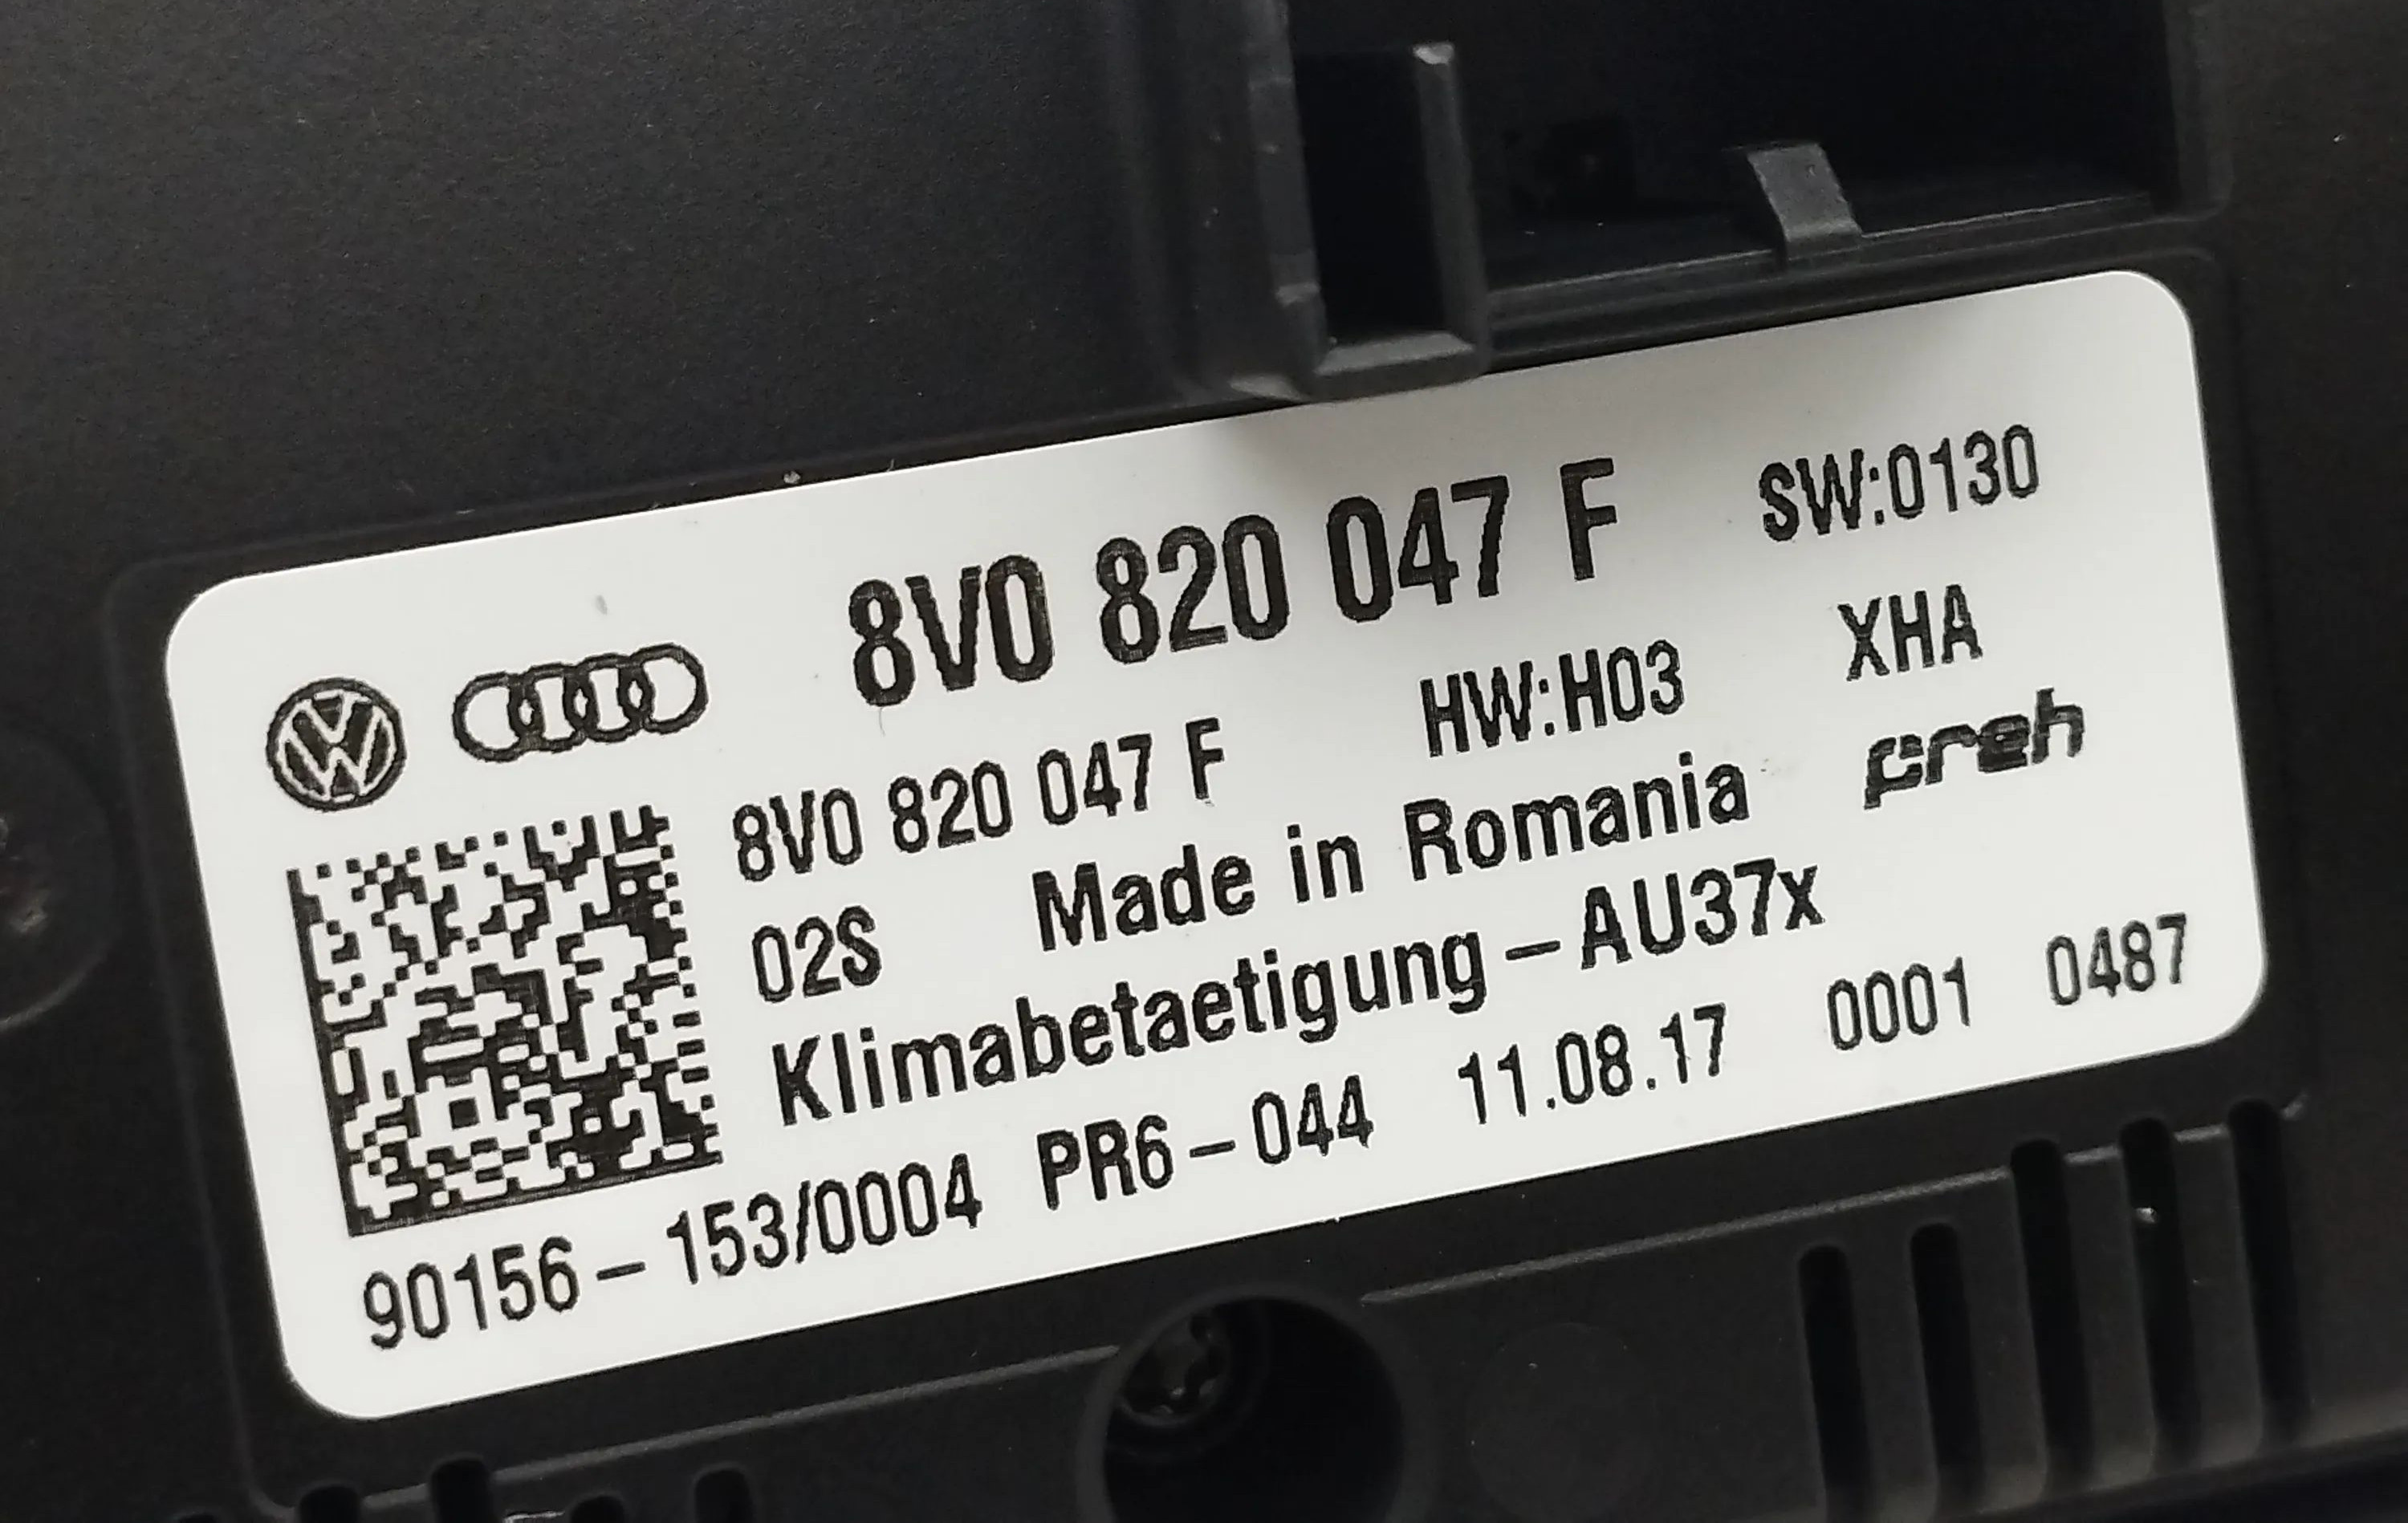 8V0 820 047 F SW:0130
8V0 820 047 F HW:H03 XHA
02S Made in Romania preh
Klimabetaetigung-AU37x
90156-153/0004 PR6-044 11.08.17 0001 0487